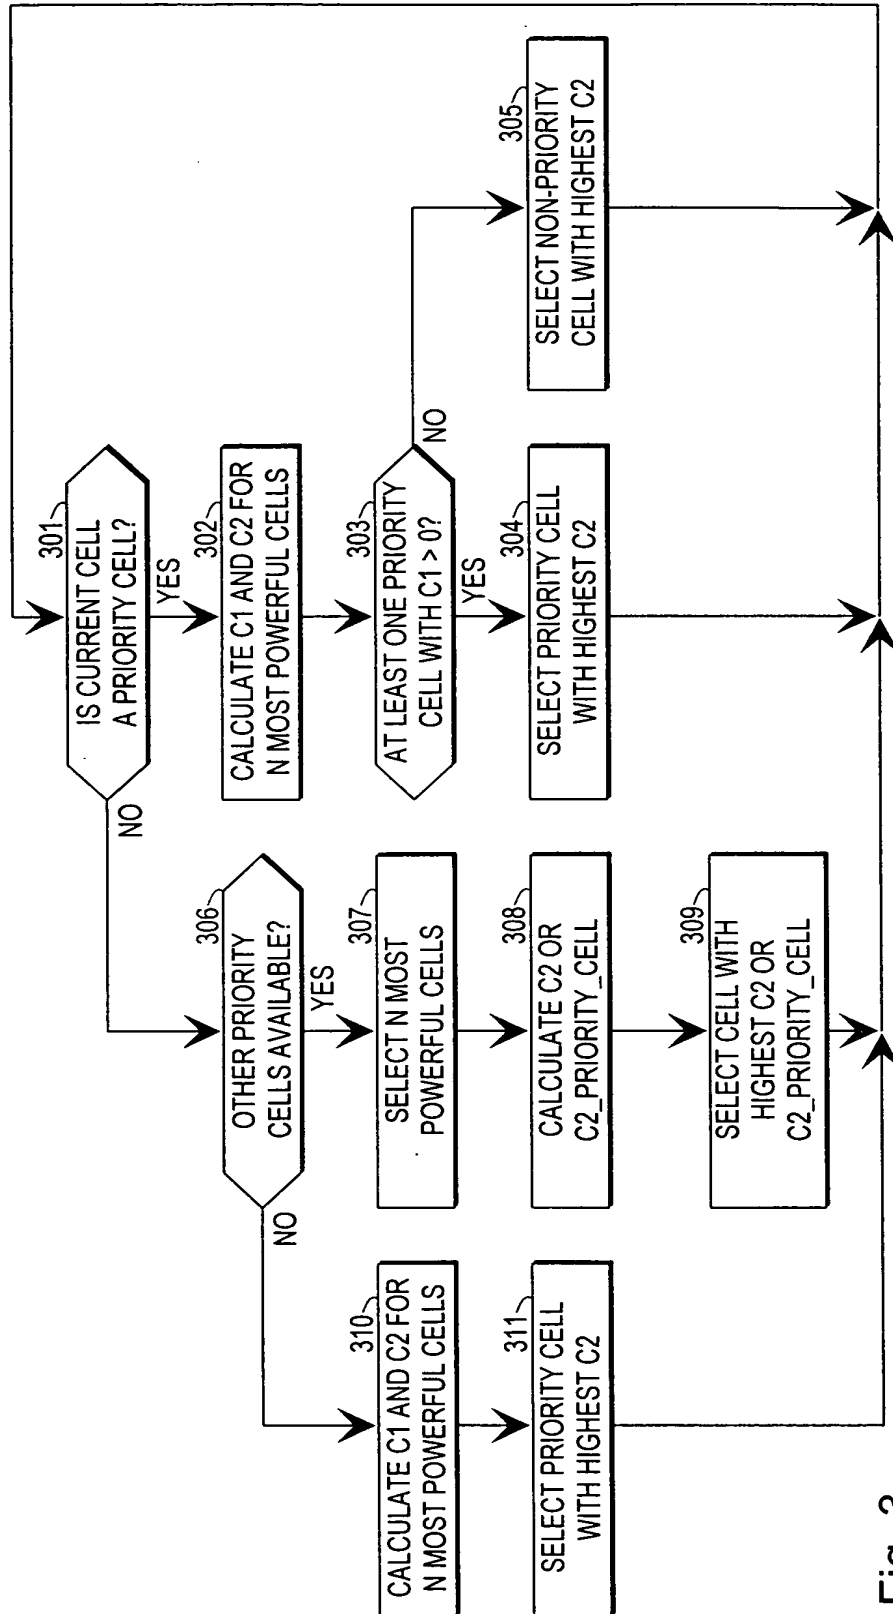 301
IS CURRENT CELL
A PRIORITY CELL?
YES
NO
302
CALCULATE C1 AND C2 FOR
N MOST POWERFUL CELLS
303
AT LEAST ONE PRIORITY
CELL WITH C1 > 0?
YES
NO
304
SELECT PRIORITY CELL
WITH HIGHEST C2
305
SELECT NON-PRIORITY
CELL WITH HIGHEST C2
306
OTHER PRIORITY
CELLS AVAILABLE?
YES
NO
307
SELECT N MOST
POWERFUL CELLS
308
CALCULATE C2 OR
C2_PRIORITY_CELL
309
SELECT CELL WITH
HIGHEST C2 OR
C2_PRIORITY_CELL
310
CALCULATE C1 AND C2 FOR
N MOST POWERFUL CELLS
311
SELECT PRIORITY CELL
WITH HIGHEST C2
Fig.